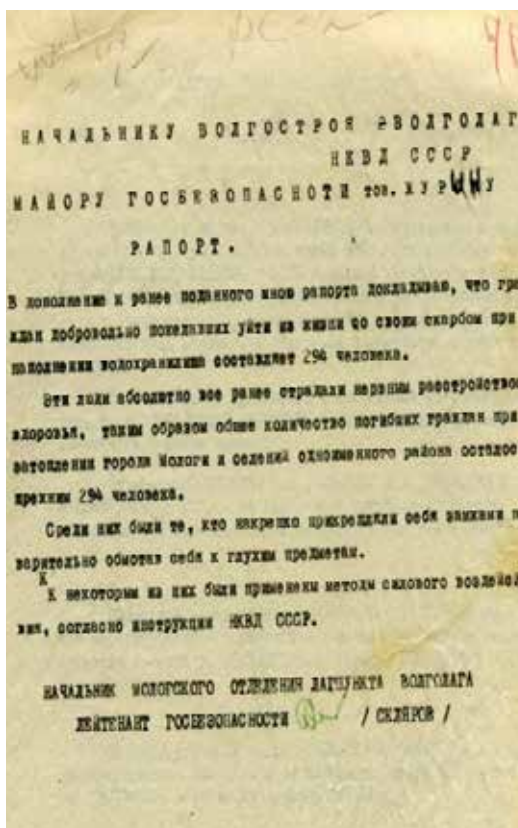 НАЧАЛЬНИКУ ВОЛГОСТРОЯ ВОЛГОЛАГ
НКВД СССР
МАЙОРУ ГОСБЕЗОПАСНОТИ тов. ЖУРИНУ
РАПОРТ.
В дополнение к ранее поданного мною рапорта докладываю, что гра
ждан добровольно пожелавших уйти из жизни со своим скарбом при
наполнении водохранилища составляет 294 человека.
Эти люди абсолютно все ранее страдали нервным расстройство
здоровья, таким образом общее количество погибших граждан при
затоплении города Мологи и селений одноименного района осталос
прежним 294 человека.
Среди них были те, кто накрепко прикрепляли себя замками п
варительно обмотав себя к глухим предметам.
К
К некоторым из них были применены методы силового воздейс
вия, согласно инструкции НКВД СССР.
НАЧАЛЬНИК МОЛОГСКОГО ОТДЕЛЕНИЯ ЛАГПУНКТА ВОЛГОЛАГА
ЛЕЙТЕНАНТ ГОСБЕЗОПАСНОСТИ / СКЛЯРОВ /